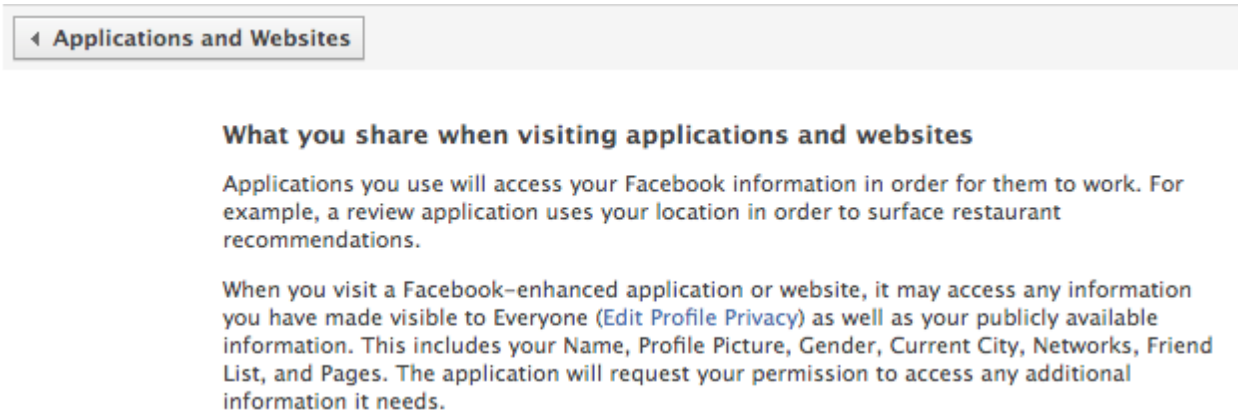 Applications and Websites
What you share when visiting applications and websites
Applications you use will access your Facebook information in order for them to work. For
example, a review application uses your location in order to surface restaurant
recommendations.
When you visit a Facebook-enhanced application or website, it may access any information
you have made visible to Everyone (Edit Profile Privacy) as well as your publicly available
information. This includes your Name, Profile Picture, Gender, Current City, Networks, Friend
List, and Pages. The application will request your permission to access any additional
information it needs.